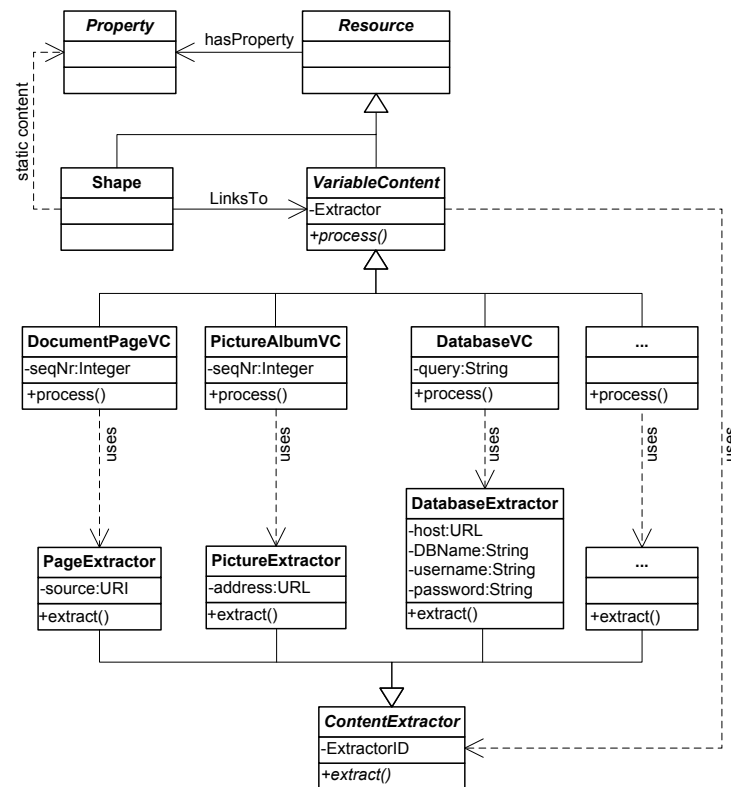 Property
hasProperty
Resource
static content
Shape
LinksTo
VariableContent
-Extractor
+process()
DocumentPageVC
-seqNr:Integer
+process()
PictureAlbumVC
-seqNr:Integer
+process()
DatabaseVC
-query:String
+process()
...
+process()
uses
uses
uses
uses
uses
PageExtractor
-source:URI
+extract()
PictureExtractor
-address:URL
+extract()
DatabaseExtractor
-host:URL
-DBName:String
-username:String
-password:String
+extract()
...
+extract()
ContentExtractor
-ExtractorID
+extract()